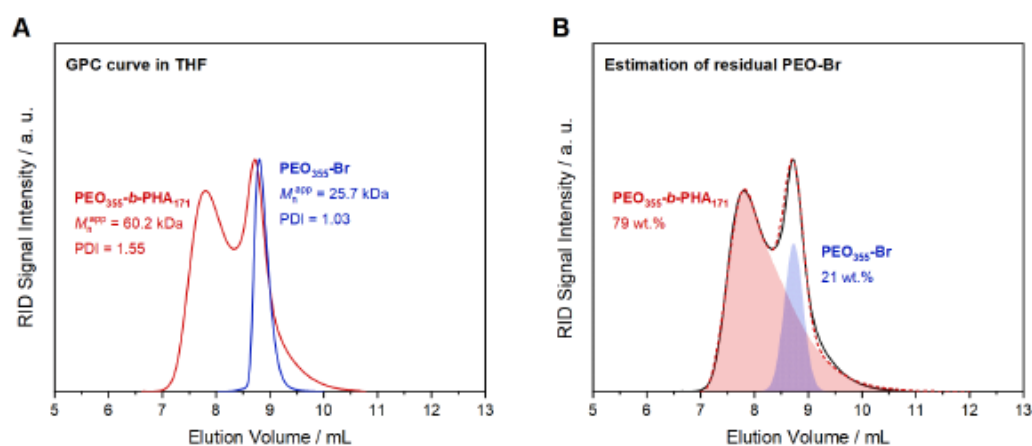 A
GPC curve in THF
PEO355-Br
Mnapp = 25.7 kDa
PDI = 1.03
PEO355-b-PHA171
Mnapp = 60.2 kDa
PDI = 1.55
RID Signal Intensity / a. u.
5 6 7 8 9 10 11 12 13
Elution Volume / mL
B
Estimation of residual PEO-Br
PEO355-b-PHA171
79 wt.%
PEO355-Br
21 wt.%
RID Signal Intensity / a. u.
5 6 7 8 9 10 11 12 13
Elution Volume / mL